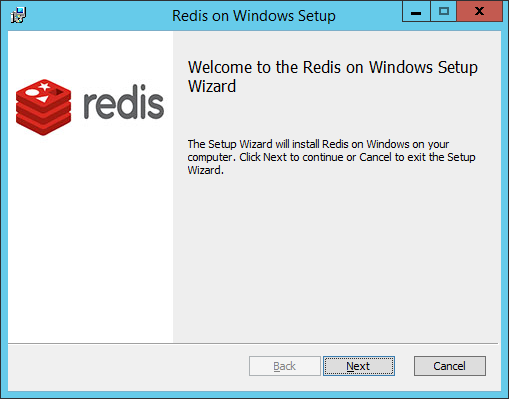 Redis on Windows Setup
redis
Welcome to the Redis on Windows Setup
Wizard
The Setup Wizard will install Redis on Windows on your
computer. Click Next to continue or Cancel to exit the Setup
Wizard.
Back
Next
Cancel